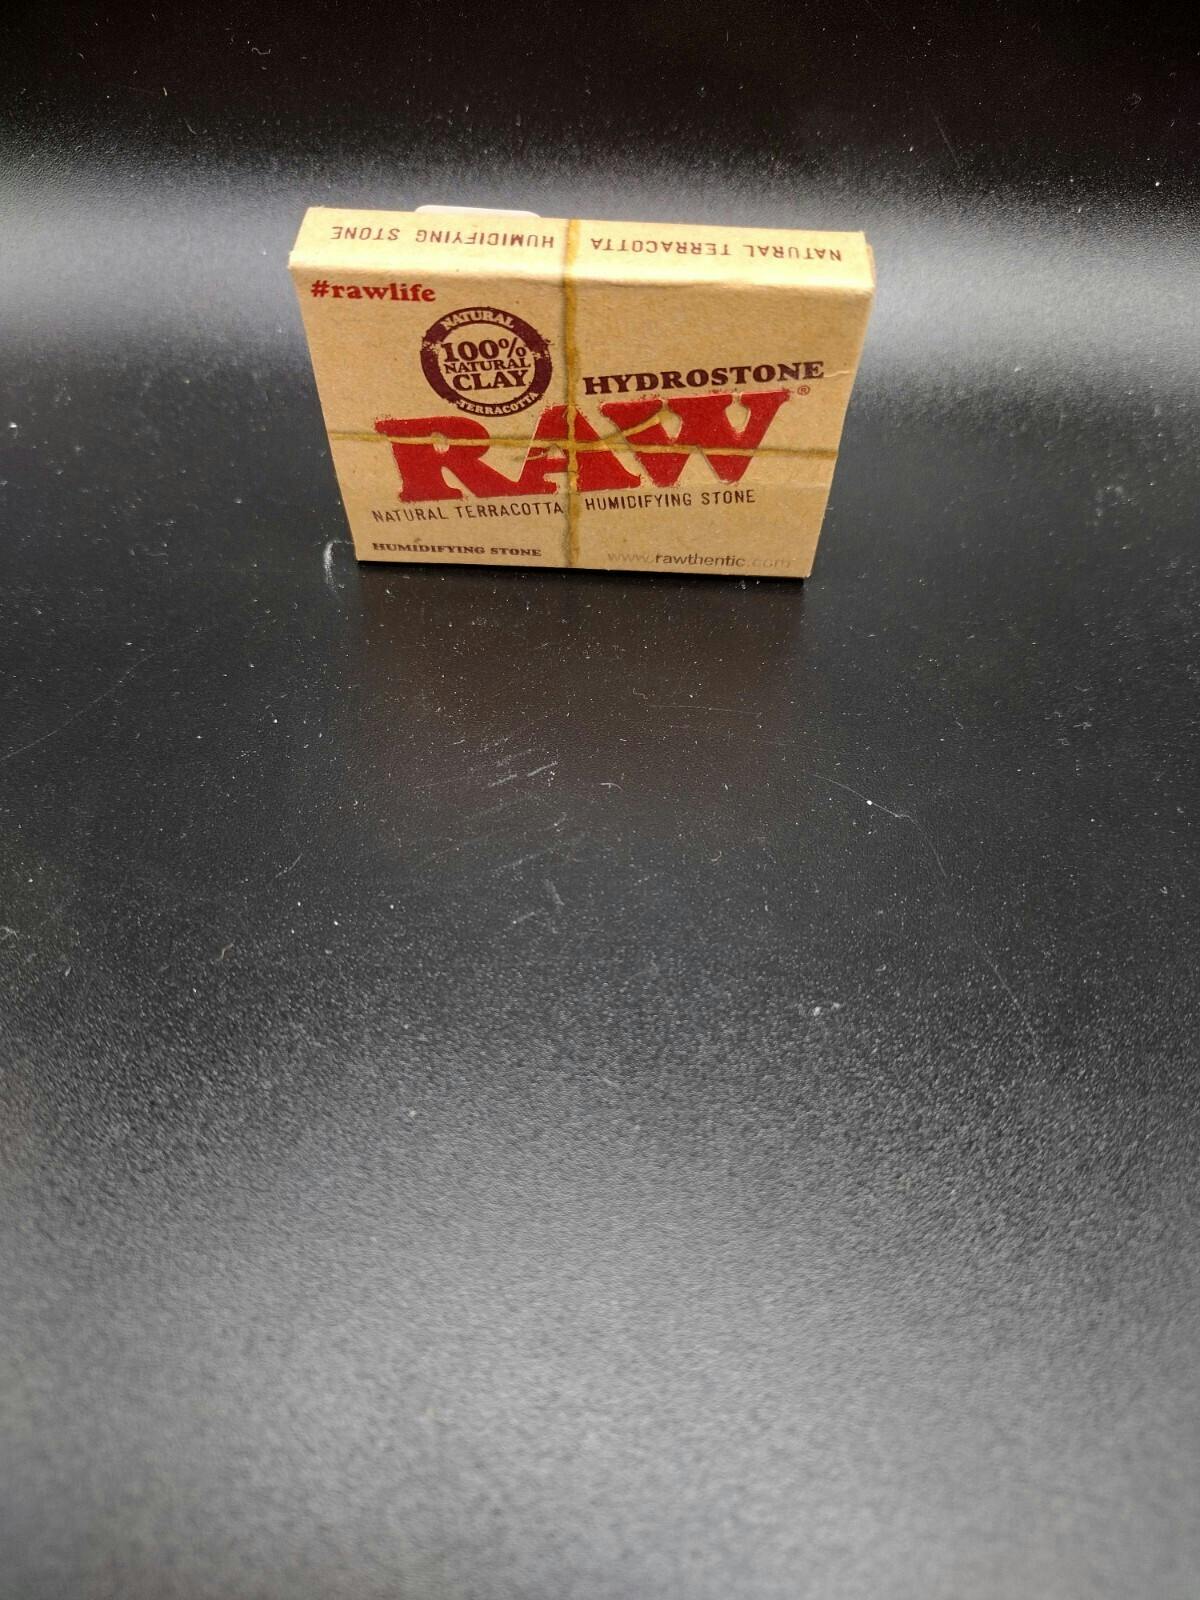 NATURAL TERRACOTTA HUMIDIFYING STONE
#rawlife
NATURAL
100%
NATURAL
CLAY
TERRACOTTA
HYDROSTONE
RAW®
NATURAL TERRACOTTA HUMIDIFYING STONE
HUMIDIFYING STONE
www.rawthentic.com